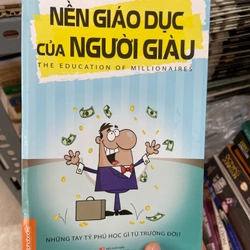 NỀN GIÁO DỤC
CỦA NGƯỜI GIÀU
THE EDUCATION OF MILLIONAIRES
NHỮNG TAY TỶ PHÚ HỌC GÌ TỪ TRƯỜNG ĐỜI?